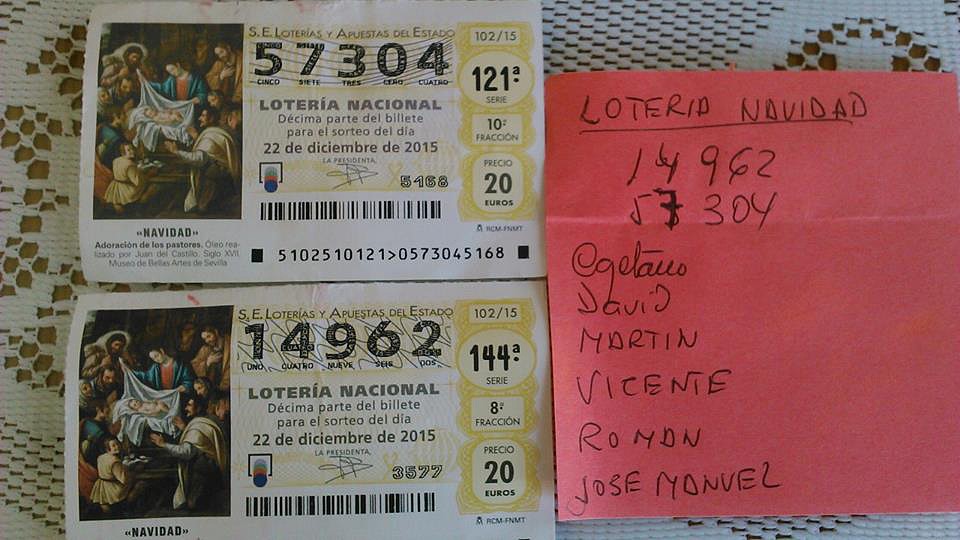 S.E. LOTERÍAS Y APUESTAS DEL ESTADO
57304
CINCO SIETE TRES CERO CUATRO
LOTERÍA NACIONAL
Décima parte del billete
para el sorteo del día
22 de diciembre de 2015
LA PRESIDENTA,
5168
102/15
121ª
SERIE
10ª
FRACCIÓN
PRECIO
20
EUROS
RCM-FNMT
«NAVIDAD»
Adoración de los pastores. Óleo rea-
lizado por Juan del Castillo. Siglo XVII.
Museo de Bellas Artes de Sevilla
5102510121>0573045168
S.E. LOTERÍAS Y APUESTAS DEL ESTADO
14962
UNO CUATRO NUEVE SEIS DOS
LOTERÍA NACIONAL
Décima parte del billete
para el sorteo del día
22 de diciembre de 2015
LA PRESIDENTA,
3577
102/15
144ª
SERIE
8ª
FRACCIÓN
PRECIO
20
EUROS
RCM-FNMT
«NAVIDAD»
LOTERIA NAVIDAD
14962
57304
Cayetano
David
MARTIN
VICENTE
ROMAN
JOSE MANUEL